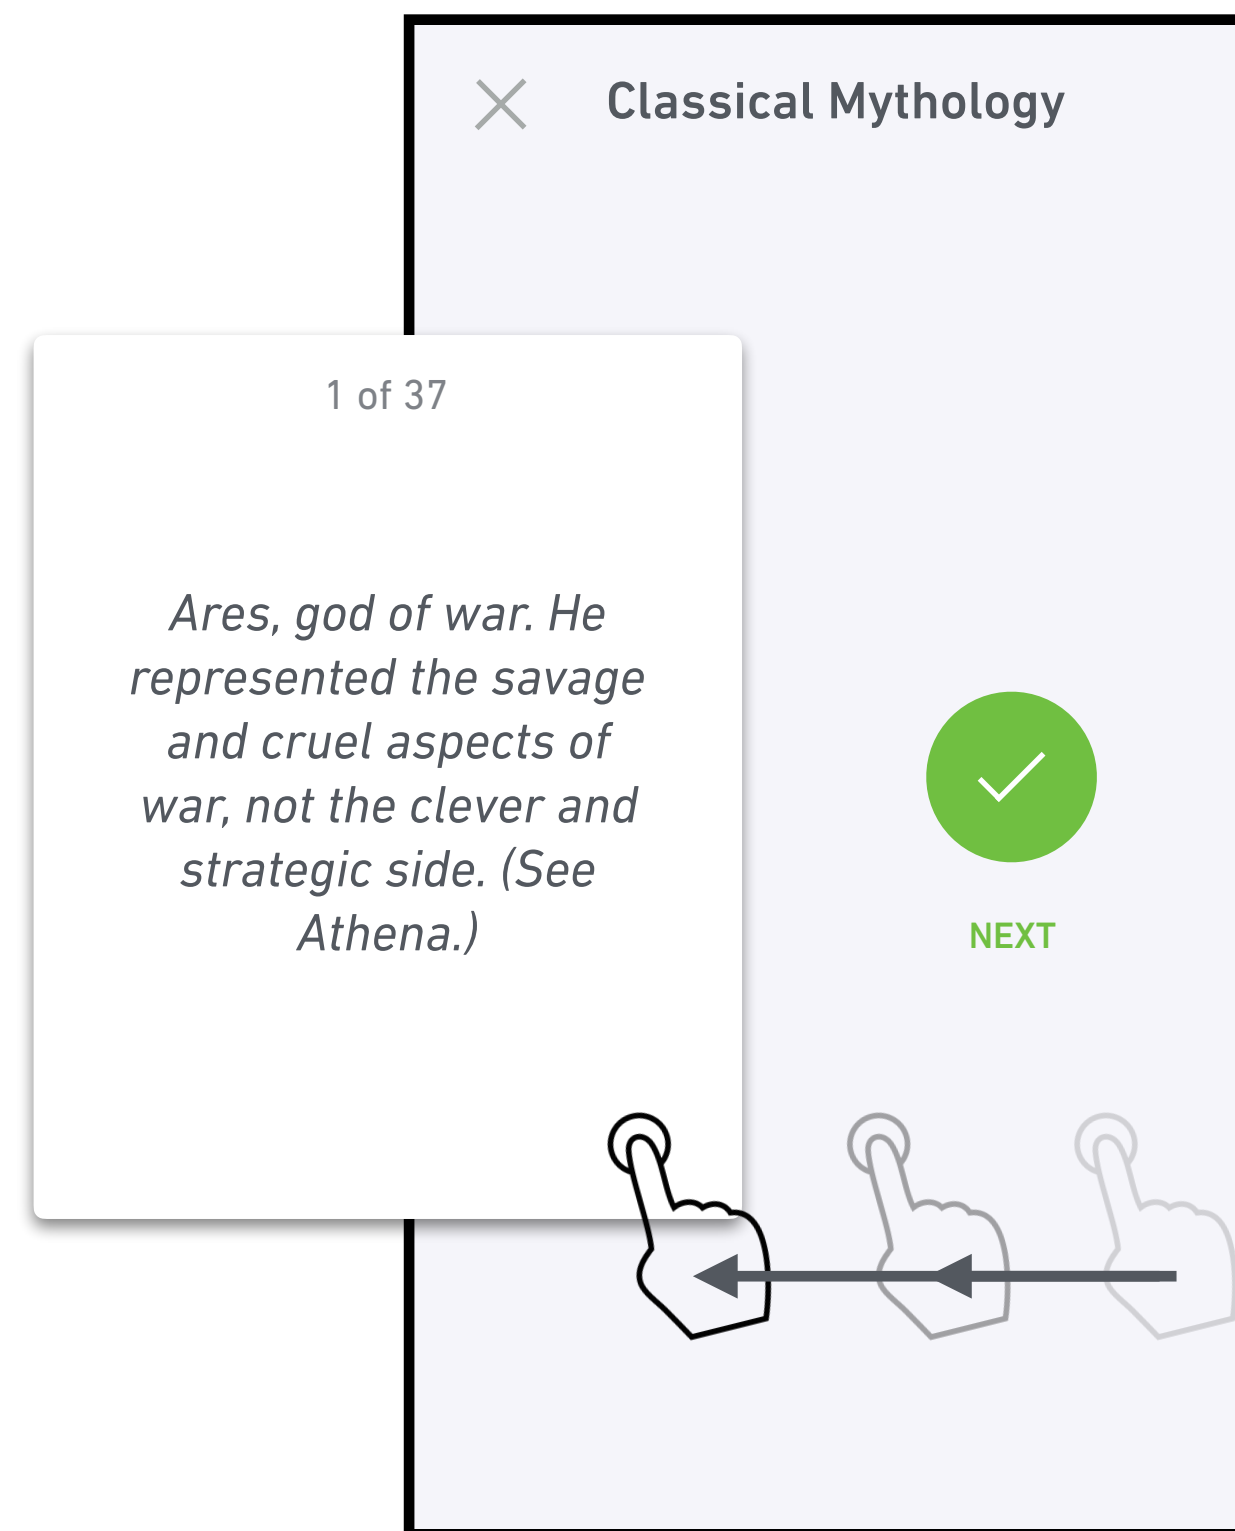 Classical Mythology
1 of 37
Ares, god of war. He
represented the savage
and cruel aspects of
war, not the clever and
strategic side. (See
Athena.)
NEXT